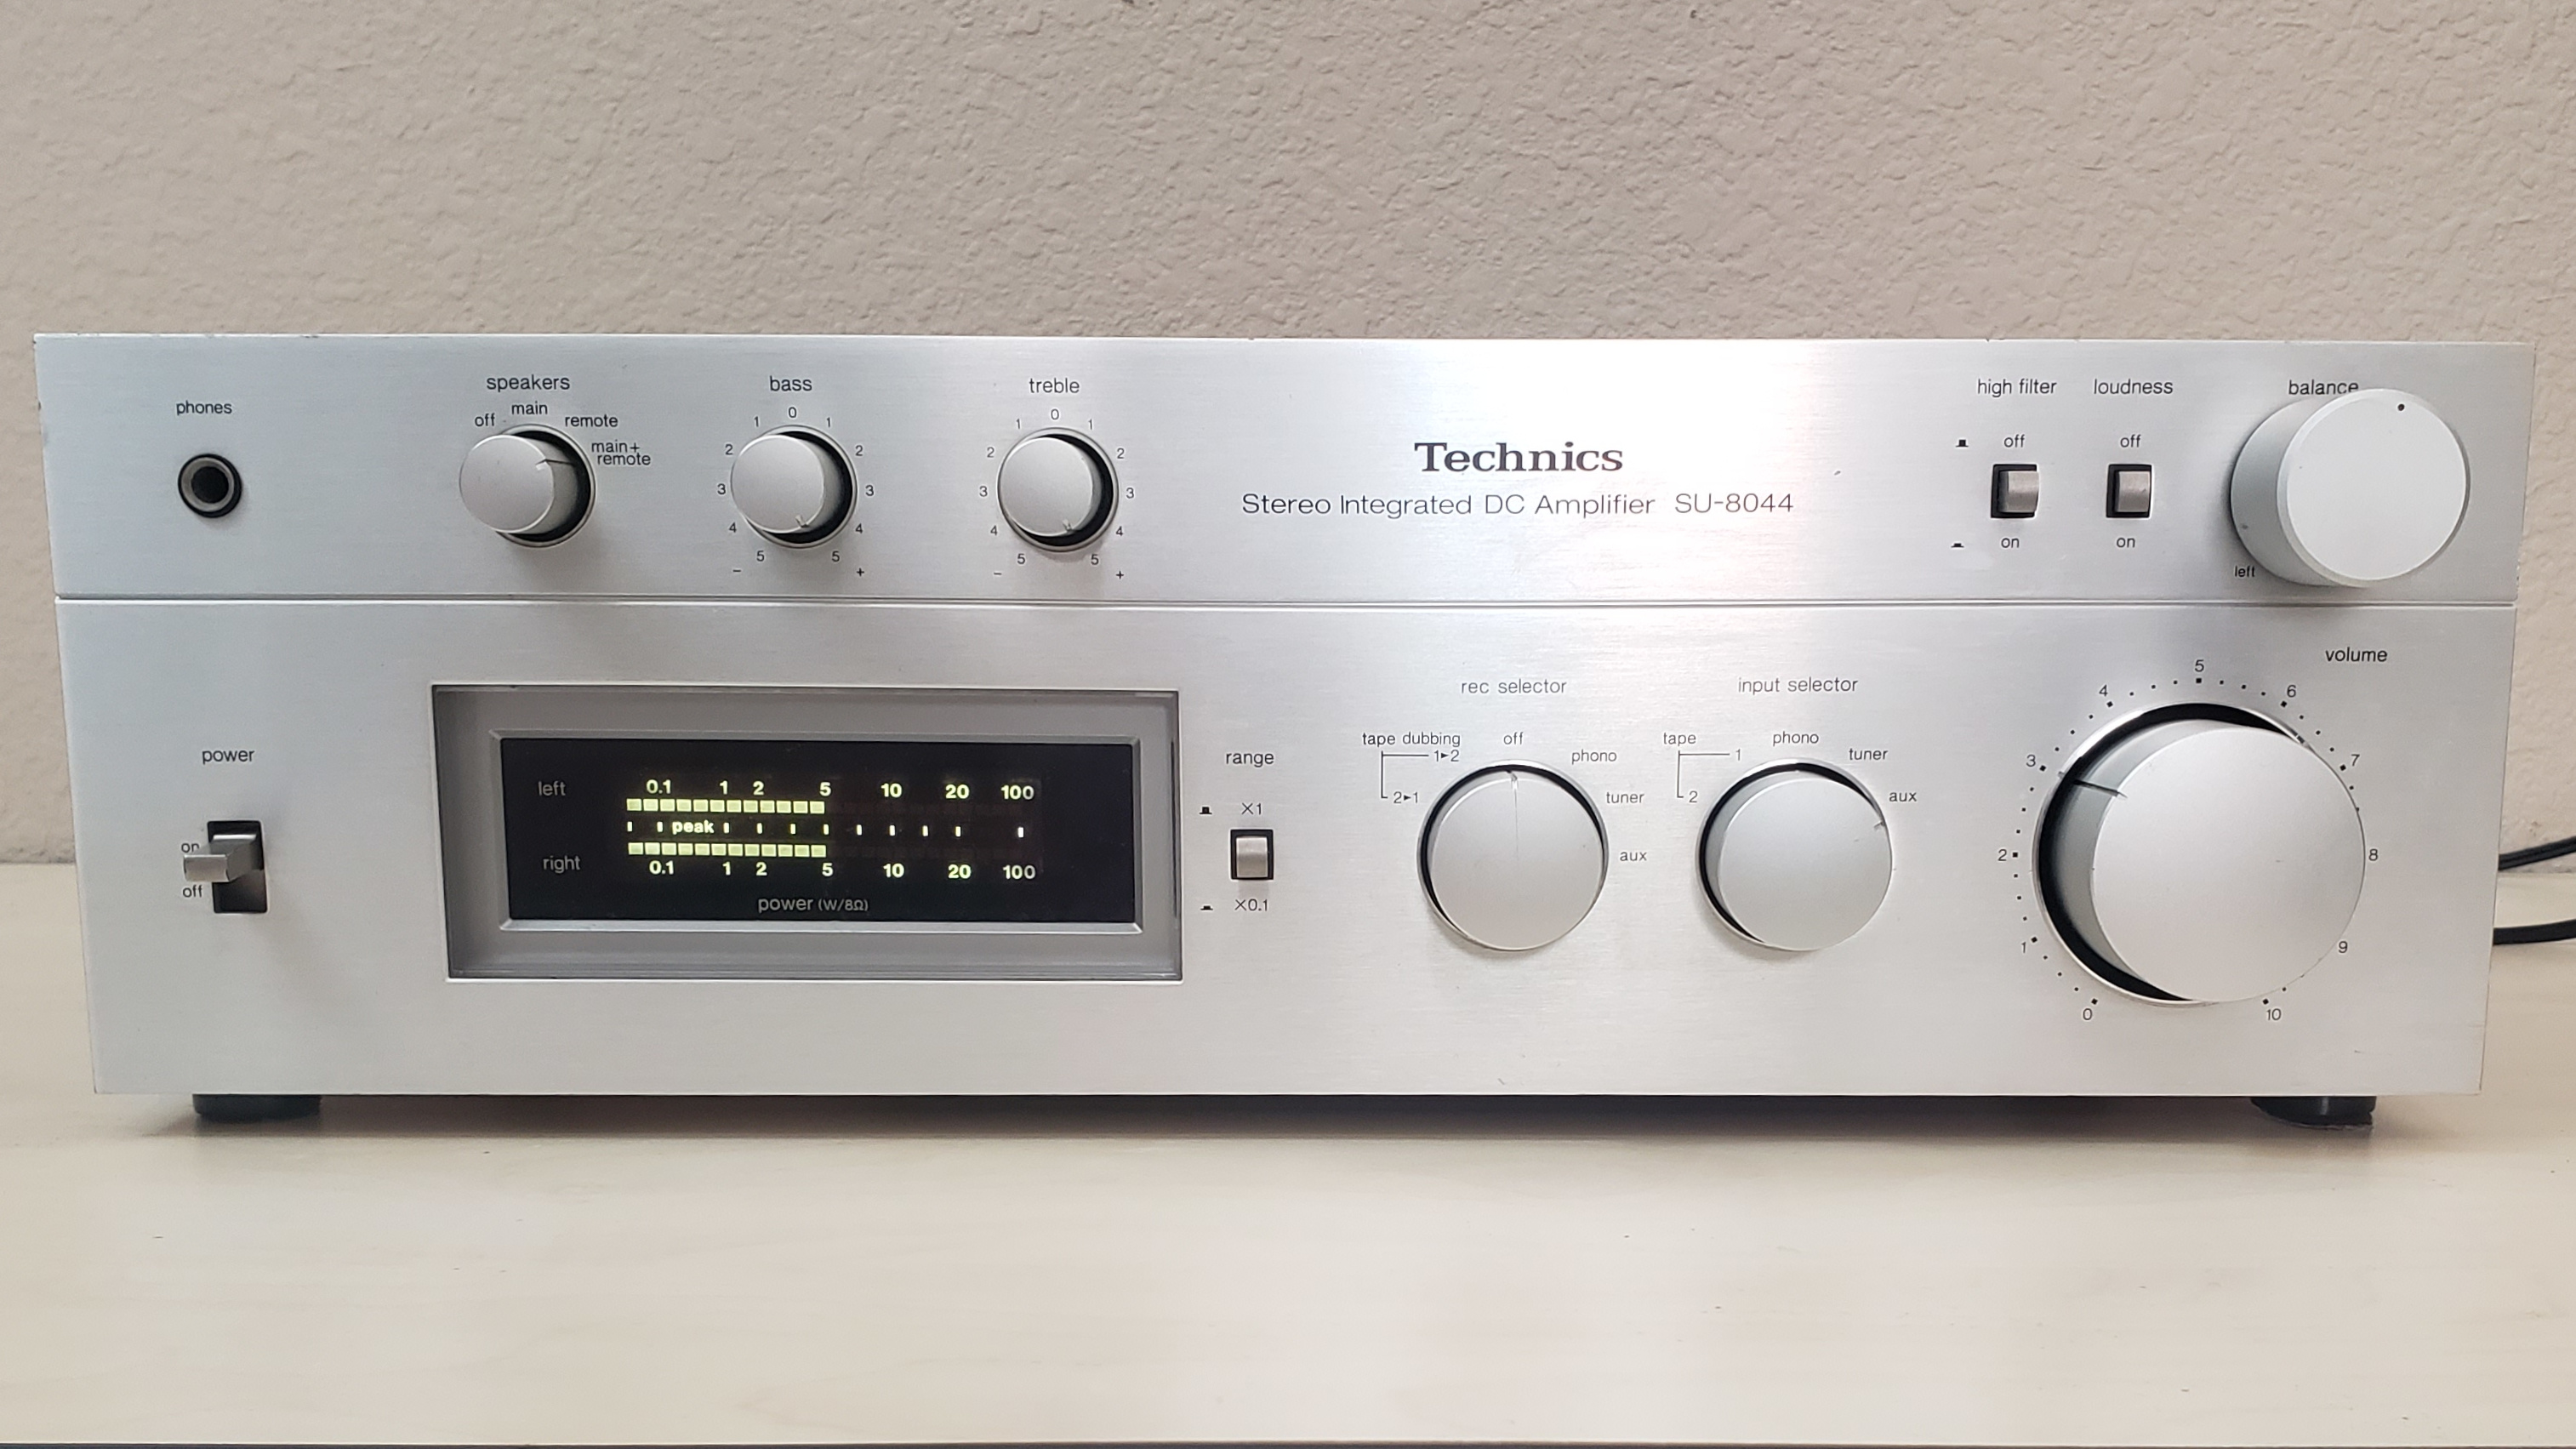 phones
speakers
off main remote
main+
remote
bass
1 0 1
2 2
3 3
4 4
5 5
- +
treble
1 0 1
2 2
3 3
4 4
5 5
- +
Technics
Stereo Integrated DC Amplifier SU-8044
high filter
off
on
loudness
off
on
balance
left
power
on
off
left 0.1 1 2 5 10 20 100
peak
right 0.1 1 2 5 10 20 100
power (W/8Ω)
range
X1
X0.1
rec selector
tape dubbing off
1▸2 phono
2▸1 tuner
aux
input selector
tape phono
1 tuner
2 aux
volume
0 1 2 3 4 5 6 7 8 9 10